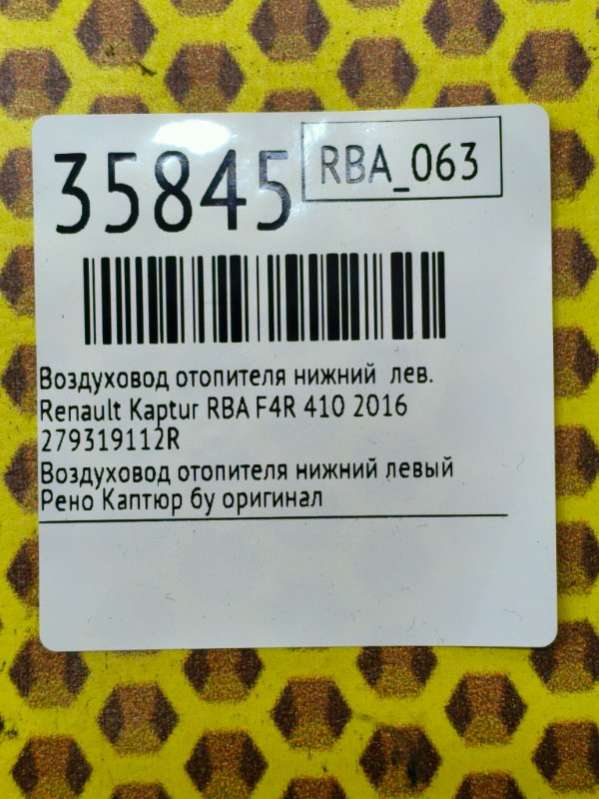 35845
RBA_063
Воздуховод отопителя нижний лев.
Renault Kaptur RBA F4R 410 2016
279319112R
Воздуховод отопителя нижний левый
Рено Каптюр бу оригинал